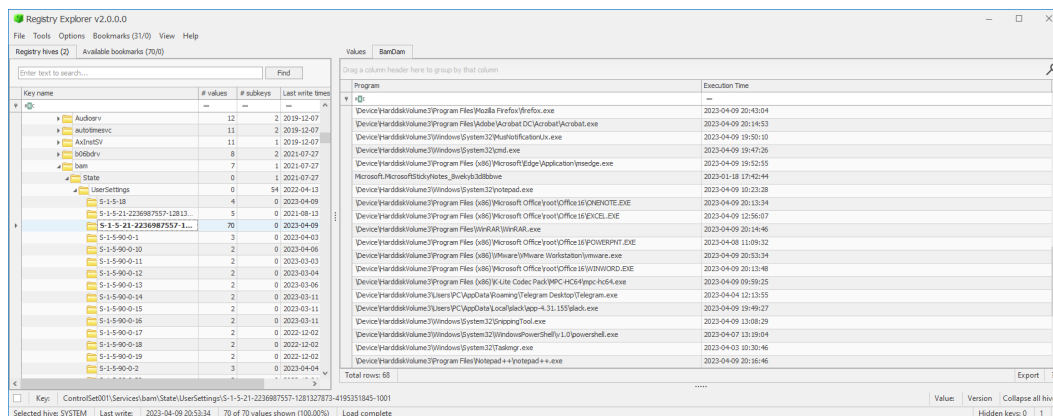 Registry Explorer v2.0.0.0
File Tools Options Bookmarks (31/0) View Help
Registry hives (2) Available bookmarks (70/0)
Enter text to search... Find
Key name # values # subkeys Last write times
Audiosrv 12 2 2019-12-07
autotimesvc 11 2 2019-12-07
AxInstSV 11 1 2019-12-07
b06bdrv 8 2 2021-07-27
bam 7 1 2021-07-27
State 0 1 2021-07-27
UserSettings 0 54 2022-04-13
S-1-5-18 4 0 2023-04-09
S-1-5-21-2236987557-12813... 5 0 2021-08-13
S-1-5-21-2236987557-1... 70 0 2023-04-09
S-1-5-90-0-1 3 0 2023-04-03
S-1-5-90-0-10 2 0 2023-04-06
S-1-5-90-0-11 2 0 2023-03-03
S-1-5-90-0-12 2 0 2023-03-04
S-1-5-90-0-13 2 0 2023-03-06
S-1-5-90-0-14 2 0 2023-03-11
S-1-5-90-0-15 2 0 2023-03-11
S-1-5-90-0-16 2 0 2023-03-11
S-1-5-90-0-17 2 0 2022-12-02
S-1-5-90-0-18 2 0 2022-12-02
S-1-5-90-0-19 2 0 2022-12-02
S-1-5-90-0-2 3 0 2023-04-04
Values BamDam
Drag a column header here to group by that column
Program Execution Time
\Device\HarddiskVolume3\Program Files\Mozilla Firefox\firefox.exe 2023-04-09 20:43:04
\Device\HarddiskVolume3\Program Files\Adobe\Acrobat DC\Acrobat\Acrobat.exe 2023-04-09 20:14:53
\Device\HarddiskVolume3\Windows\System32\MusNotificationUx.exe 2023-04-09 19:50:10
\Device\HarddiskVolume3\Windows\System32\cmd.exe 2023-04-09 19:47:26
\Device\HarddiskVolume3\Program Files (x86)\Microsoft\Edge\Application\msedge.exe 2023-04-09 19:52:55
Microsoft.MicrosoftStickyNotes_8wekyb3d8bbwe 2023-01-18 17:42:44
\Device\HarddiskVolume3\Windows\System32\notepad.exe 2023-04-09 10:23:28
\Device\HarddiskVolume3\Program Files (x86)\Microsoft Office\root\Office16\ONENOTE.EXE 2023-04-09 20:13:34
\Device\HarddiskVolume3\Program Files (x86)\Microsoft Office\root\Office16\EXCEL.EXE 2023-04-09 12:56:07
\Device\HarddiskVolume3\Program Files\WinRAR\WinRAR.exe 2023-04-09 20:14:46
\Device\HarddiskVolume3\Program Files (x86)\Microsoft Office\root\Office16\POWERPNT.EXE 2023-04-08 11:09:32
\Device\HarddiskVolume3\Program Files (x86)\VMware\VMware Workstation\vmware.exe 2023-04-09 20:53:34
\Device\HarddiskVolume3\Program Files (x86)\Microsoft Office\root\Office16\WINWORD.EXE 2023-04-09 20:13:48
\Device\HarddiskVolume3\Program Files (x86)\K-Lite Codec Pack\MPC-HC64\mpc-hc64.exe 2023-04-09 09:59:25
\Device\HarddiskVolume3\Users\PC\AppData\Roaming\Telegram Desktop\Telegram.exe 2023-04-04 12:13:55
\Device\HarddiskVolume3\Users\PC\AppData\Local\slack\app-4.31.155\slack.exe 2023-04-09 19:49:27
\Device\HarddiskVolume3\Windows\System32\SnippingTool.exe 2023-04-09 13:08:29
\Device\HarddiskVolume3\Windows\System32\WindowsPowerShell\v1.0\powershell.exe 2023-04-07 13:19:04
\Device\HarddiskVolume3\Windows\System32\Taskmgr.exe 2023-04-03 10:30:46
\Device\HarddiskVolume3\Program Files\Notepad++\notepad++.exe 2023-04-09 20:16:46
Total rows: 68 Export
Key: ControlSet001\Services\bam\State\UserSettings\S-1-5-21-2236987557-1281327873-4195351845-1001 Value: Version Collapse all hive
Selected hive: SYSTEM Last write: 2023-04-09 20:53:34 70 of 70 values shown (100.00%) Load complete Hidden keys: 0 1